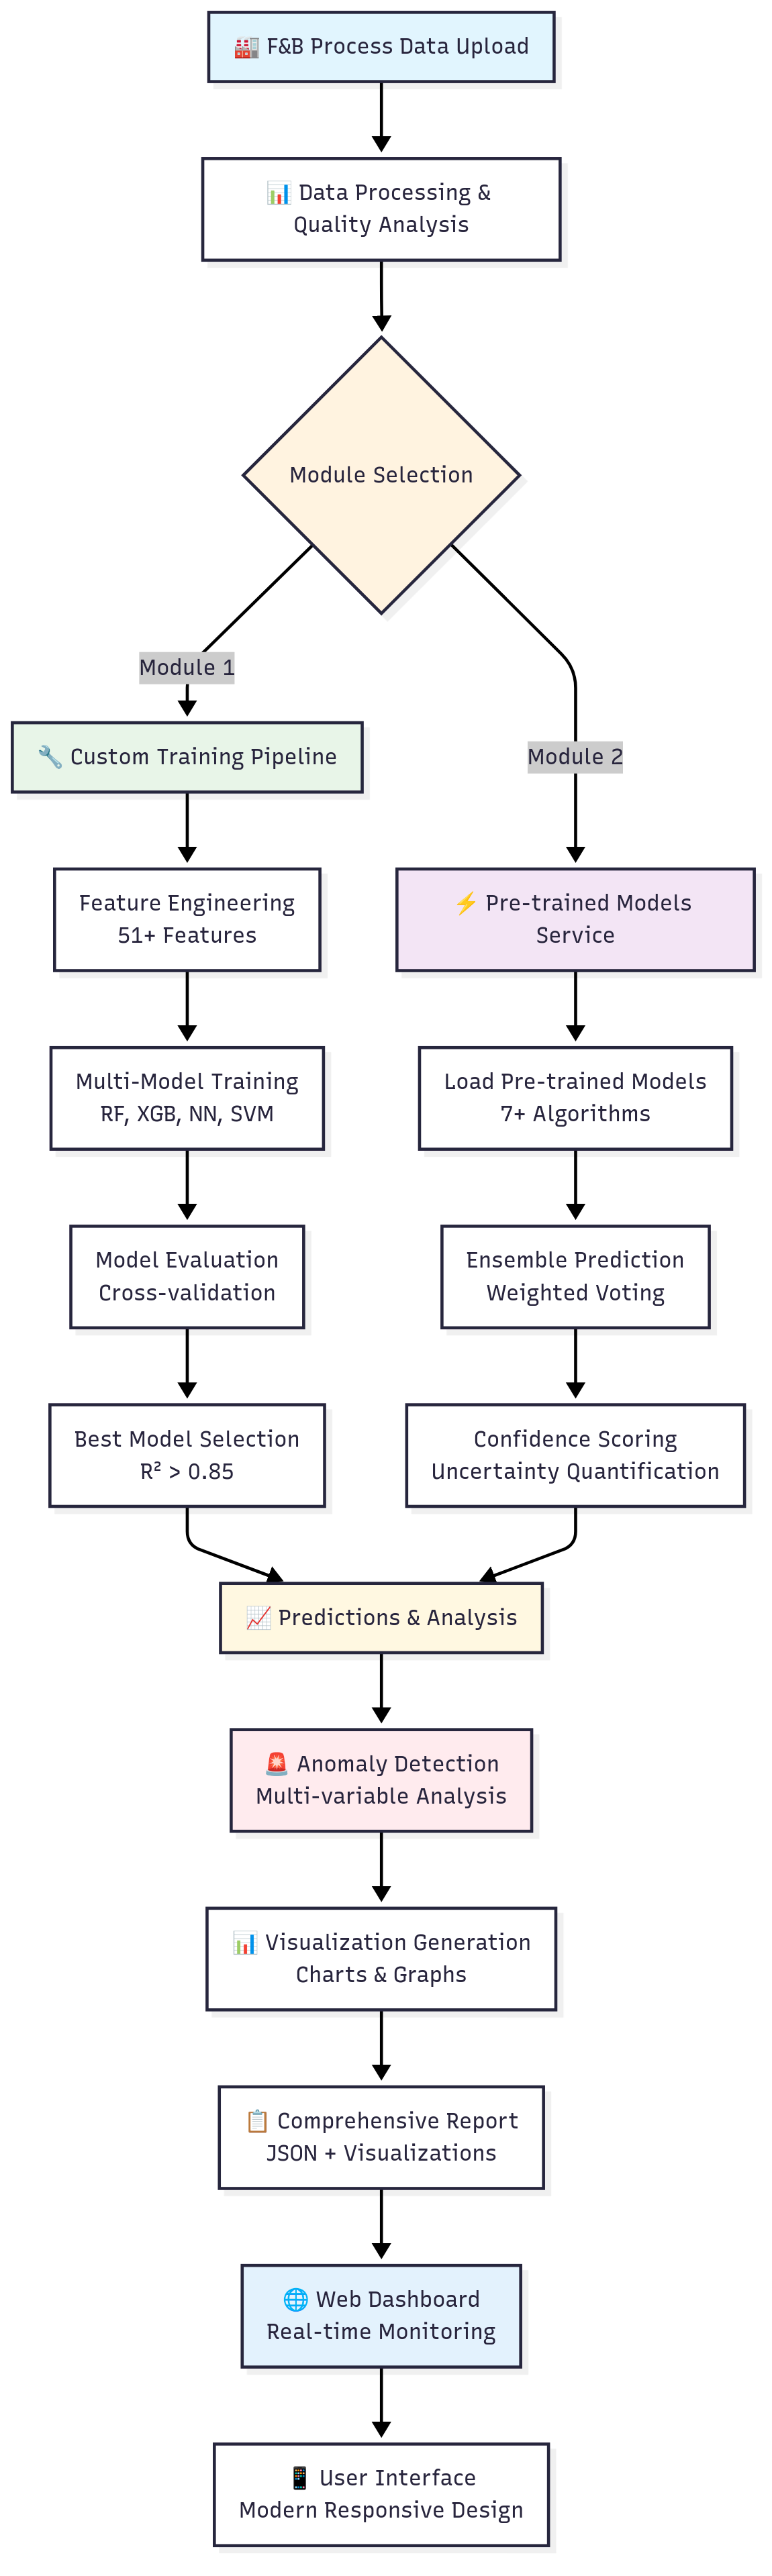 🏭 F&B Process Data Upload
📊 Data Processing &
Quality Analysis
Module Selection
Module 1
🔧 Custom Training Pipeline
Feature Engineering
51+ Features
Multi-Model Training
RF, XGB, NN, SVM
Model Evaluation
Cross-validation
Best Model Selection
R² > 0.85
Module 2
⚡ Pre-trained Models
Service
Load Pre-trained Models
7+ Algorithms
Ensemble Prediction
Weighted Voting
Confidence Scoring
Uncertainty Quantification
📈 Predictions & Analysis
🚨 Anomaly Detection
Multi-variable Analysis
📊 Visualization Generation
Charts & Graphs
📋 Comprehensive Report
JSON + Visualizations
🌐 Web Dashboard
Real-time Monitoring
📱 User Interface
Modern Responsive Design